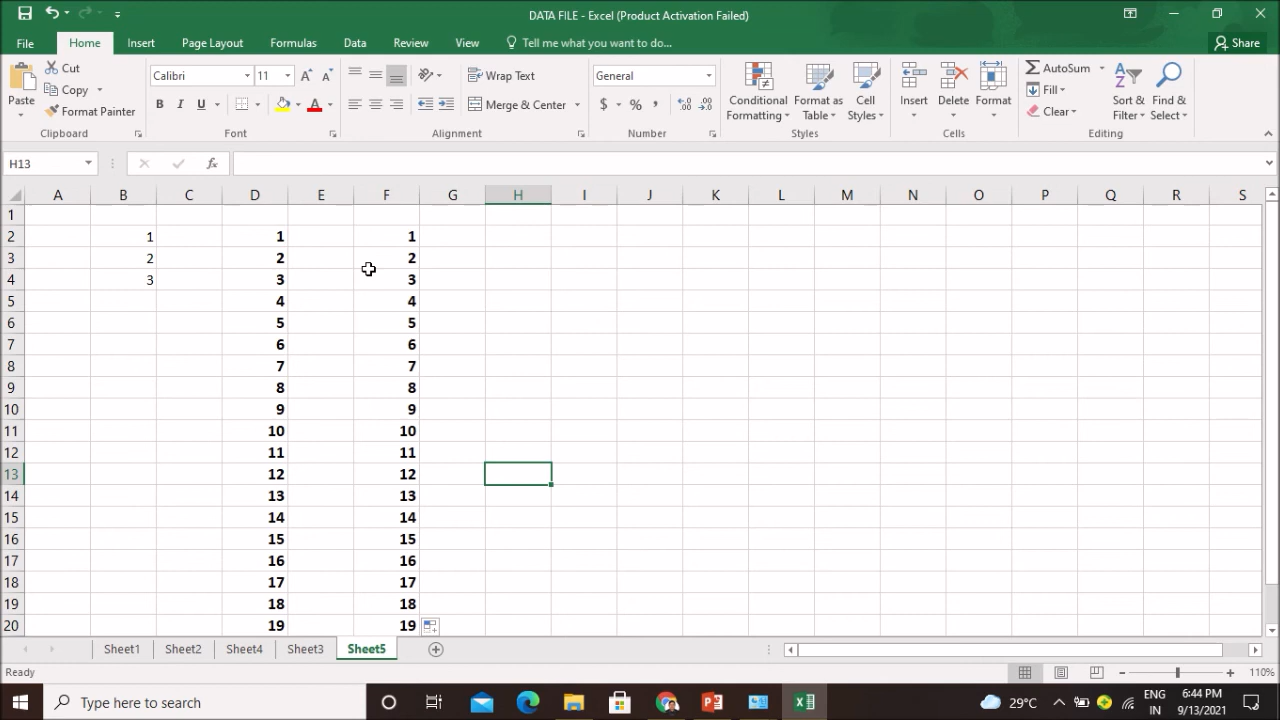 DATA FILE - Excel (Product Activation Failed)
File Home Insert Page Layout Formulas Data Review View Tell me what you want to do... Share
Paste Cut Copy Format Painter Clipboard
Calibri 11 A A B I U A Font
Wrap Text Merge & Center Alignment
General $ % , Number
Conditional Formatting Format as Table Cell Styles Styles
Insert Delete Format Cells
AutoSum Fill Clear Sort & Filter Find & Select Editing
H13 fx
A B C D E F G H I J K L M N O P Q R S
1
2 1 1 1
3 2 2 2
4 3 3 3
5 4 4
6 5 5
7 6 6
8 7 7
9 8 8
10 9 9
11 10 10
12 11 11
13 12 12
14 13 13
15 14 14
16 15 15
17 16 16
18 17 17
19 18 18
20 19 19
Sheet1 Sheet2 Sheet4 Sheet3 Sheet5
Ready 110%
Type here to search 29°C ENG 6:44 PM
IN 9/13/2021